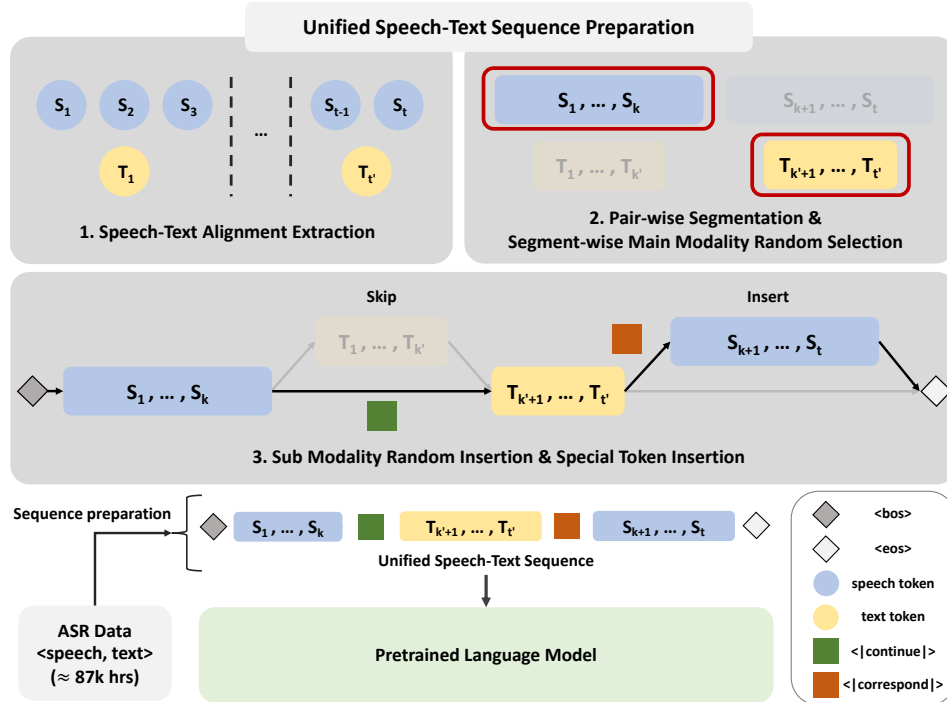 Unified Speech-Text Sequence Preparation
S1 S2 S3 ... St-1 St
T1 Tt'
1. Speech-Text Alignment Extraction
S1 , ... , Sk Sk+1 , ... , St
T1 , ... , Tk' Tk'+1 , ... , Tt'
2. Pair-wise Segmentation &
Segment-wise Main Modality Random Selection
Skip Insert
T1 , ... , Tk' Sk+1 , ... , St
S1 , ... , Sk Tk'+1 , ... , Tt'
3. Sub Modality Random Insertion & Special Token Insertion
Sequence preparation
S1 , ... , Sk Tk'+1 , ... , Tt' Sk+1 , ... , St
Unified Speech-Text Sequence
ASR Data
<speech, text>
(≈ 87k hrs)
Pretrained Language Model
<bos>
<eos>
speech token
text token
<|continue|>
<|correspond|>